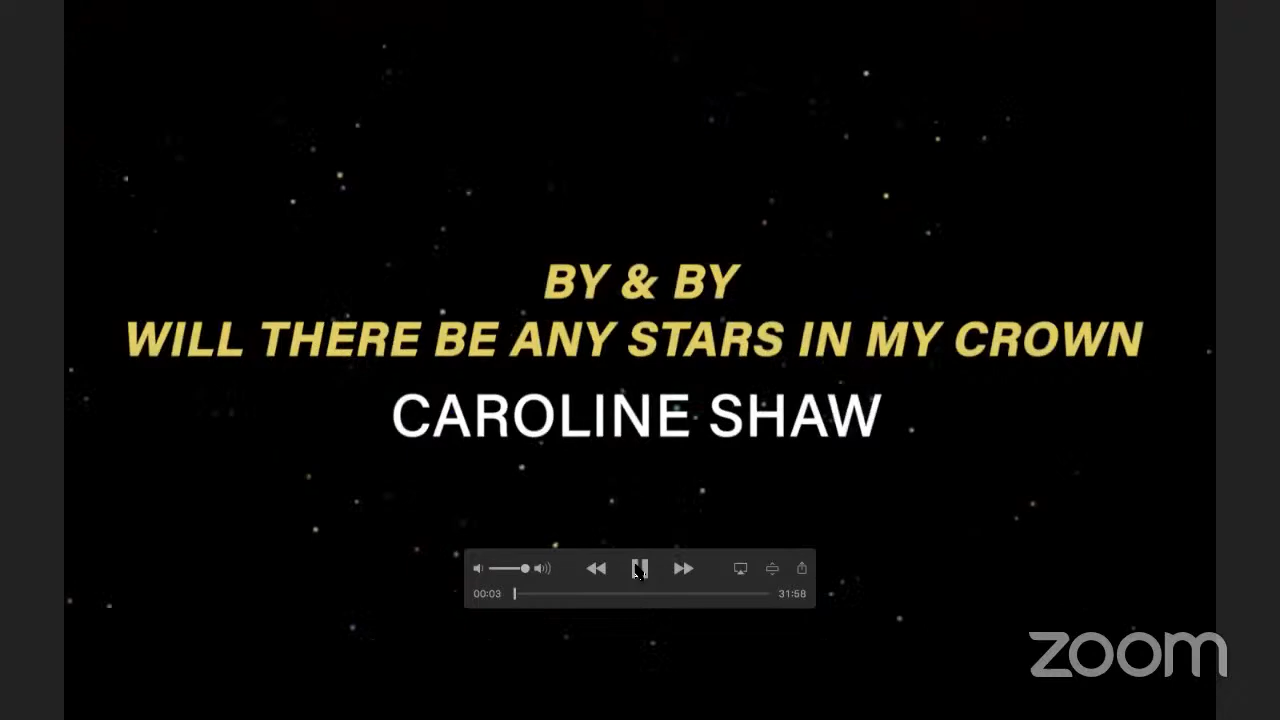 BY & BY
WILL THERE BE ANY STARS IN MY CROWN
CAROLINE SHAW
00:03
31:58
zoom